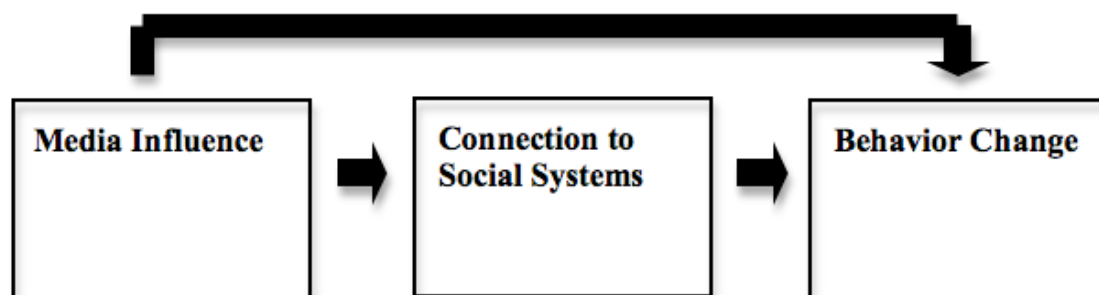 Media Influence
Connection to
Social Systems
Behavior Change